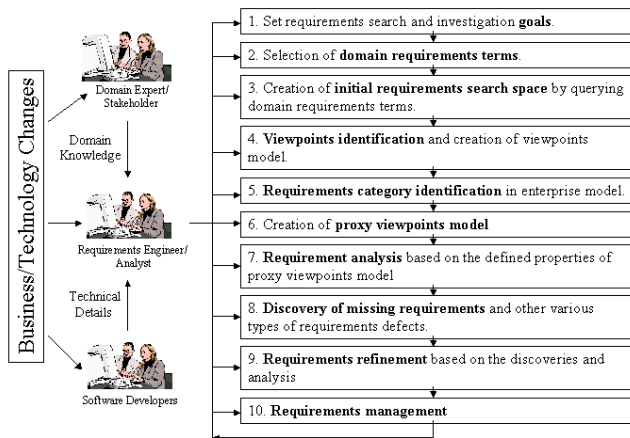 Business/Technology Changes
Domain Expert/
Stakeholder
Domain
Knowledge
Requirements Engineer/
Analyst
Technical
Details
Software Developers
1. Set requirements search and investigation goals.
2. Selection of domain requirements terms.
3. Creation of initial requirements search space by querying
domain requirements terms.
4. Viewpoints identification and creation of viewpoints
model.
5. Requirements category identification in enterprise model.
6. Creation of proxy viewpoints model
7. Requirement analysis based on the defined properties of
proxy viewpoints model
8. Discovery of missing requirements and other various
types of requirements defects.
9. Requirements refinement based on the discoveries and
analysis
10. Requirements management